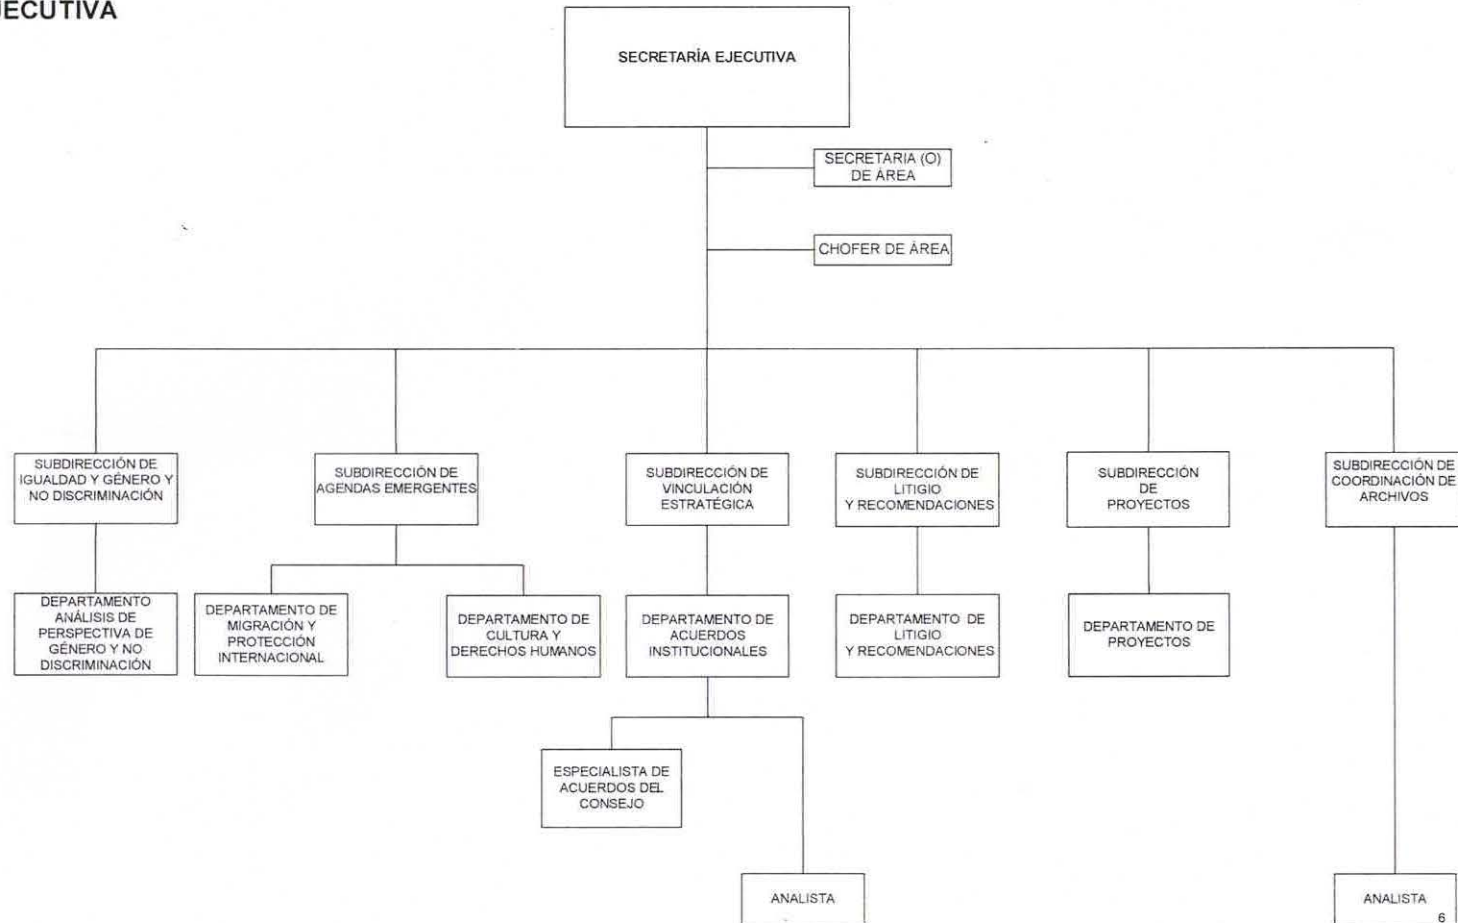 JECUTIVA
SECRETARÍA EJECUTIVA
SECRETARIA (O)
DE ÁREA
CHOFER DE ÁREA
SUBDIRECCIÓN DE
IGUALDAD Y GÉNERO Y
NO DISCRIMINACIÓN
SUBDIRECCIÓN DE
AGENDAS EMERGENTES
SUBDIRECCIÓN DE
VINCULACIÓN
ESTRATÉGICA
SUBDIRECCIÓN DE
LITIGIO
Y RECOMENDACIONES
SUBDIRECCIÓN
DE
PROYECTOS
SUBDIRECCIÓN DE
COORDINACIÓN DE
ARCHIVOS
DEPARTAMENTO
ANÁLISIS DE
PERSPECTIVA DE
GÉNERO Y NO
DISCRIMINACIÓN
DEPARTAMENTO DE
MIGRACIÓN Y
PROTECCIÓN
INTERNACIONAL
DEPARTAMENTO DE
CULTURA Y
DERECHOS HUMANOS
DEPARTAMENTO DE
ACUERDOS
INSTITUCIONALES
DEPARTAMENTO DE
LITIGIO
Y RECOMENDACIONES
DEPARTAMENTO DE
PROYECTOS
ESPECIALISTA DE
ACUERDOS DEL
CONSEJO
ANALISTA
ANALISTA
6